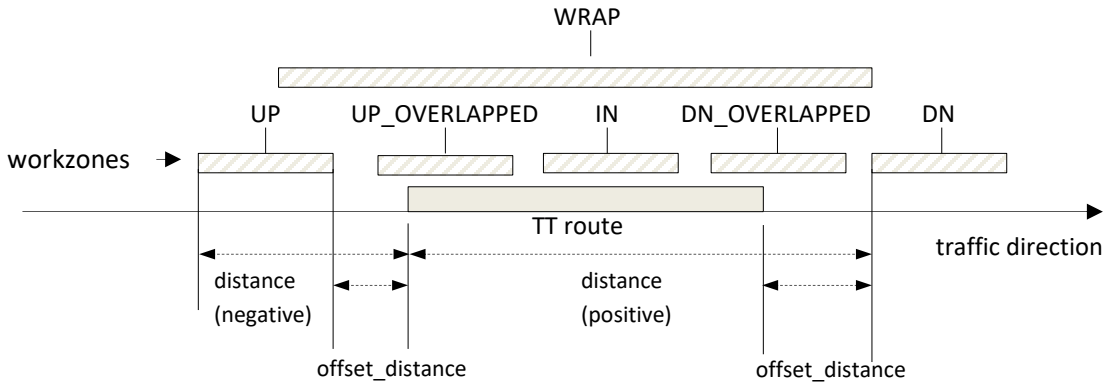 WRAP
UP UP_OVERLAPPED IN DN_OVERLAPPED DN
workzones
TT route
traffic direction
distance distance
(negative) (positive)
offset_distance offset_distance